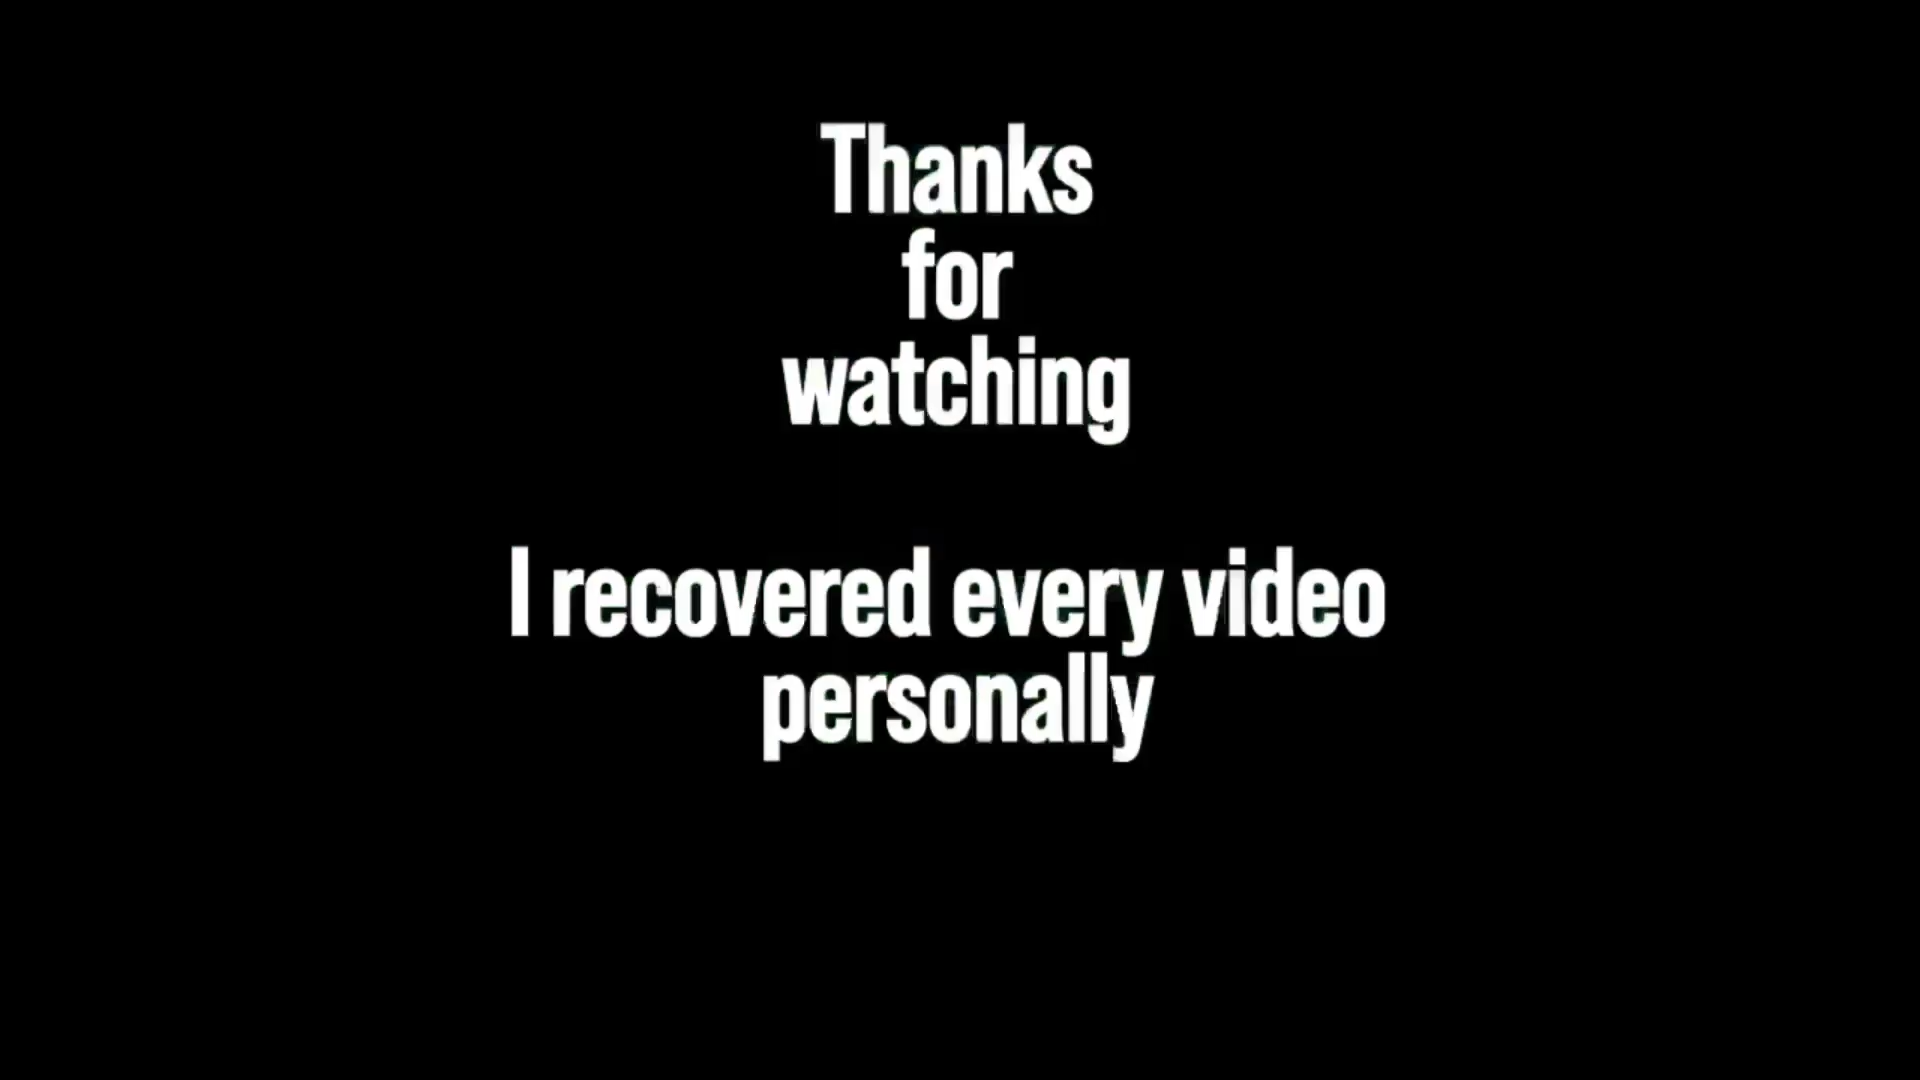 Thanks
for
watching
I recovered every video
personally